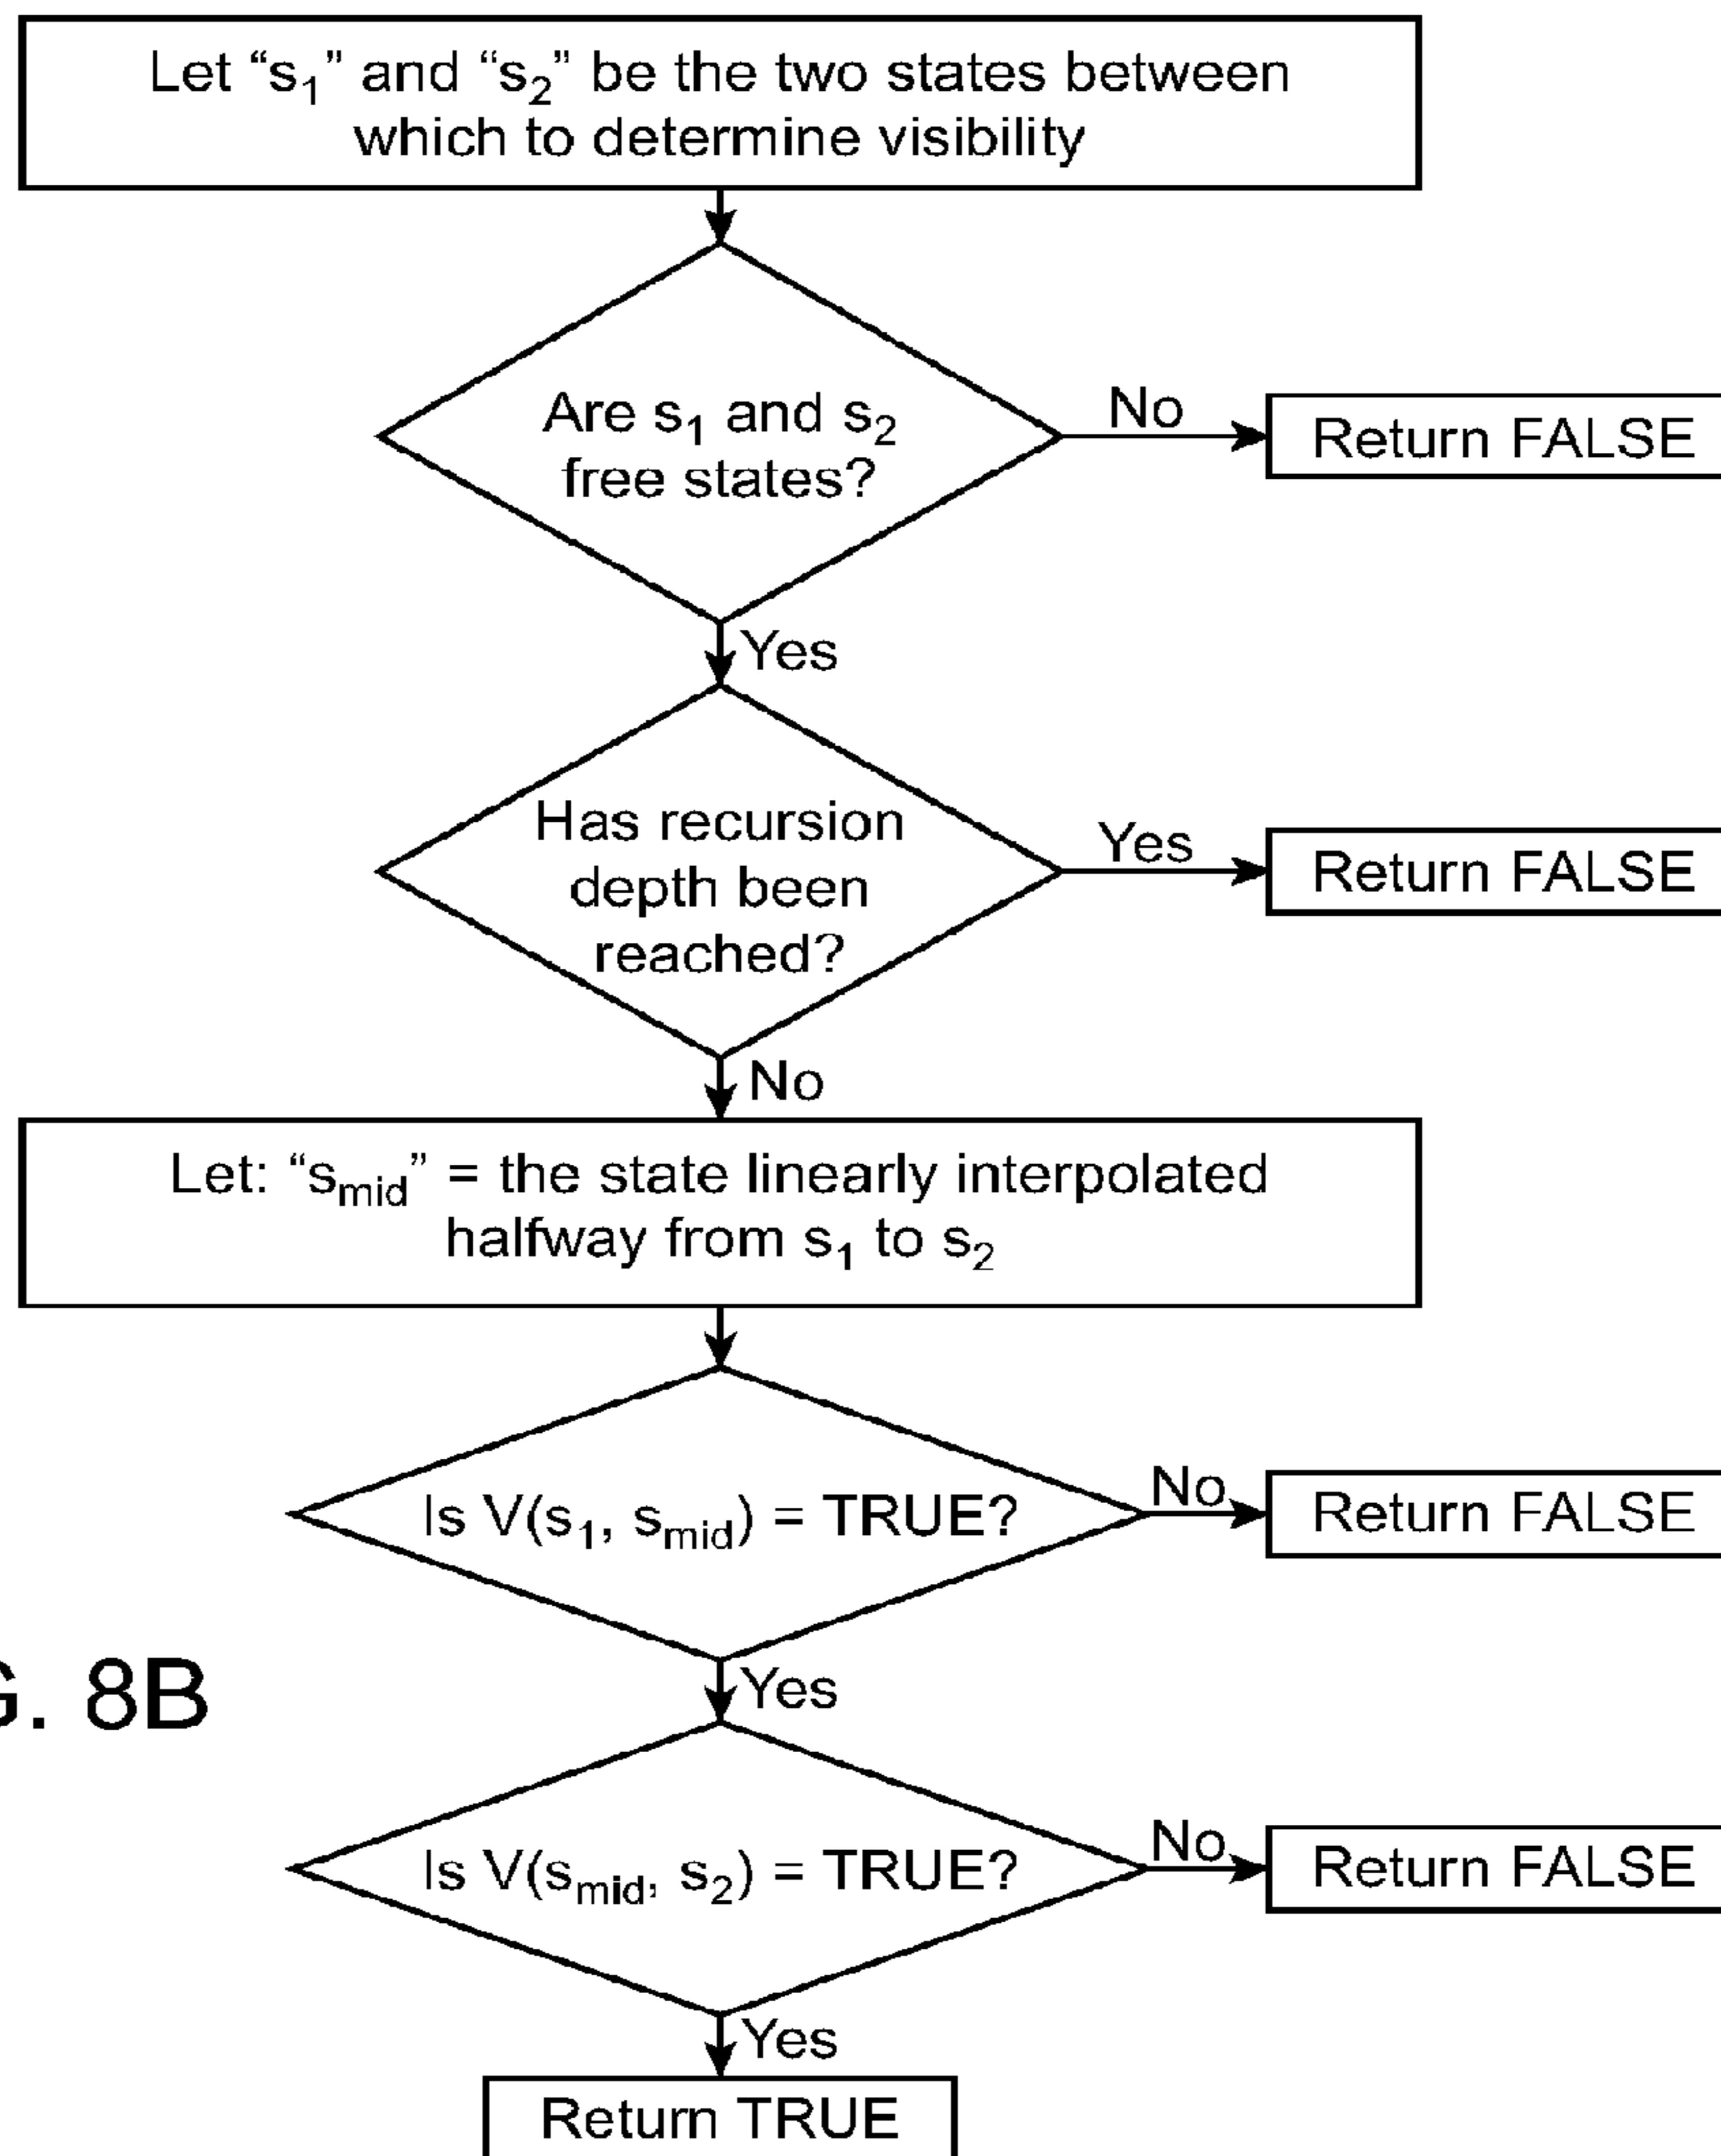 Let “s₁” and “s₂” be the two states between
which to determine visibility
Are s₁ and s₂
free states?
No
Return FALSE
Yes
Has recursion
depth been
reached?
Yes
Return FALSE
No
Let: “s_mid” = the state linearly interpolated
halfway from s₁ to s₂
Is V(s₁, s_mid) = TRUE?
No
Return FALSE
Yes
G. 8B
Is V(s_mid, s₂) = TRUE?
No
Return FALSE
Yes
Return TRUE